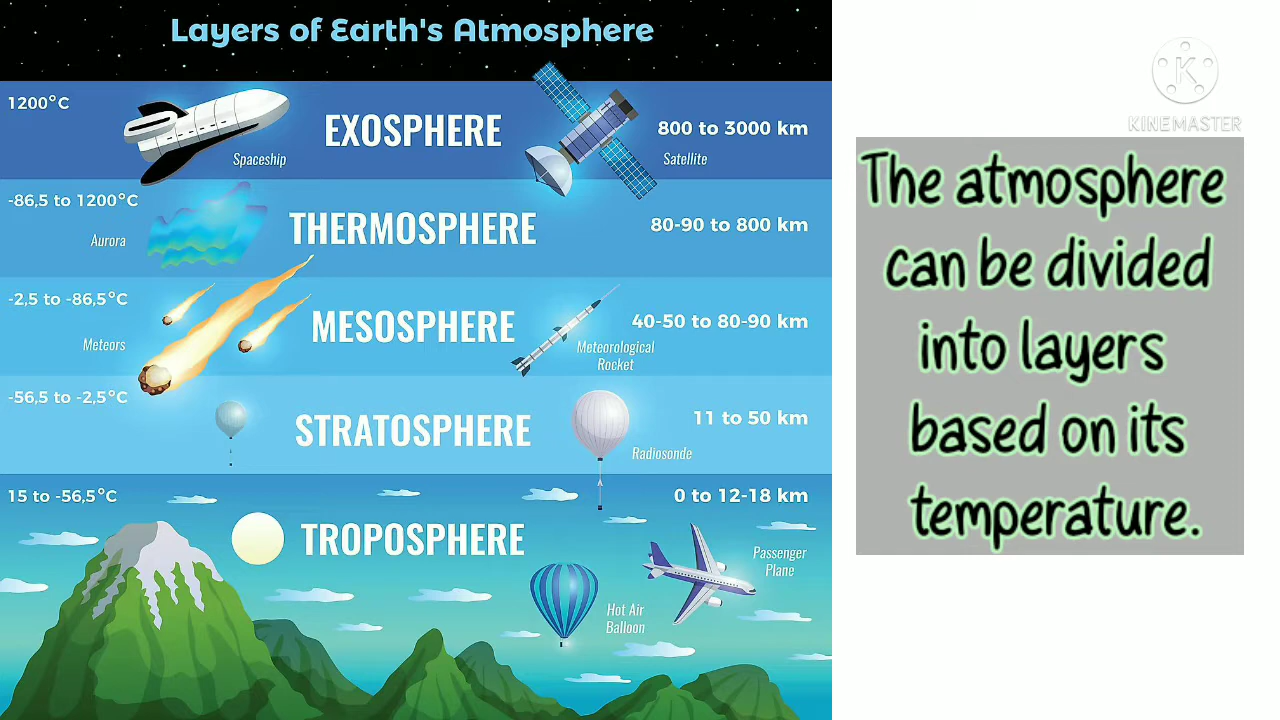 Layers of Earth's Atmosphere
1200°C
EXOSPHERE
800 to 3000 km
Spaceship
Satellite
-86,5 to 1200°C
THERMOSPHERE
80-90 to 800 km
Aurora
-2,5 to -86,5°C
MESOSPHERE
40-50 to 80-90 km
Meteors
Meteorological
Rocket
-56,5 to -2,5°C
STRATOSPHERE
11 to 50 km
Radiosonde
15 to -56,5°C
0 to 12-18 km
TROPOSPHERE
Passenger
Plane
Hot Air
Balloon
K
KINEMASTER
The atmosphere
can be divided
into layers
based on its
temperature.